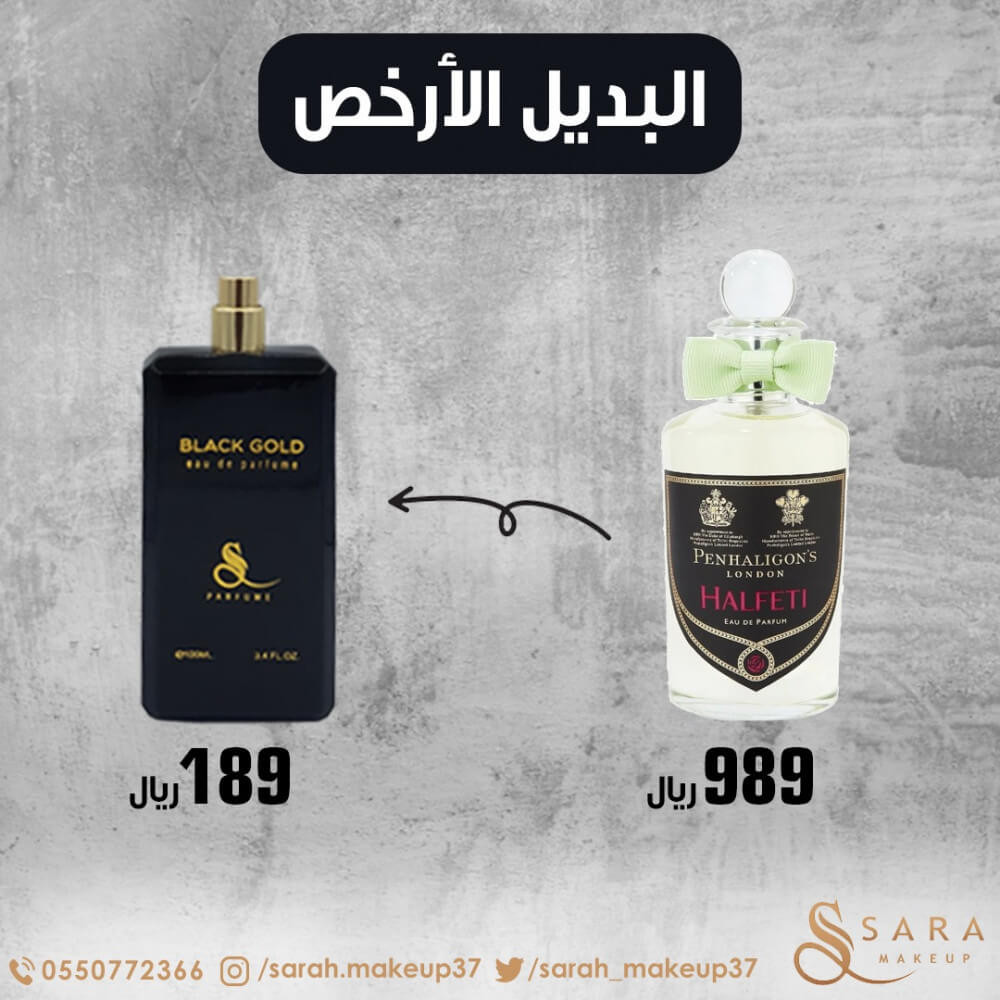 البديل الأرخص
BLACK GOLD
eau de parfume
PARFUME
100ML
3.4 FL.OZ.
189 ريال
PENHALIGON'S
LONDON
HALFETI
EAU DE PARFUM
989 ريال
SARA
MAKEUP
0550772366
/sarah.makeup37
/sarah_makeup37